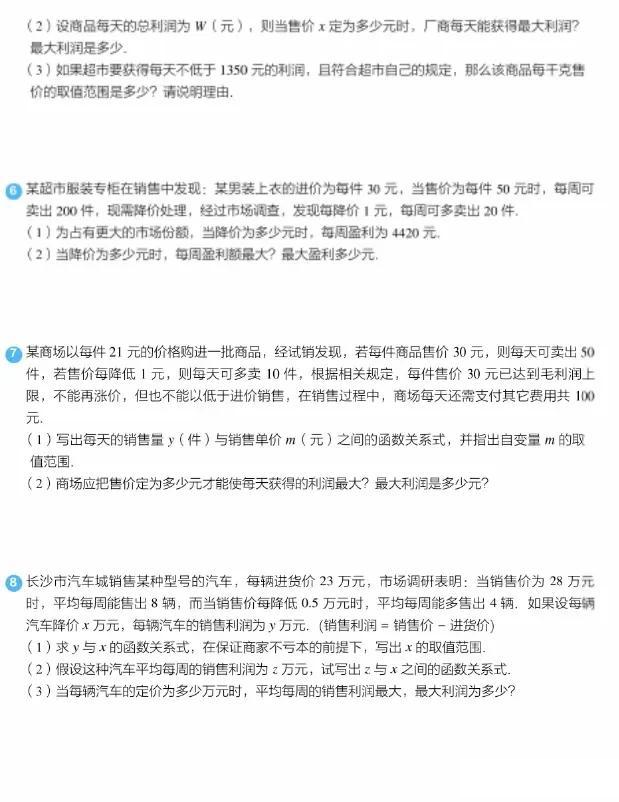 （2）设商品每天的总利润为 W（元），则当售价 x 定为多少元时，厂商每天能获得最大利润？
最大利润是多少.
（3）如果超市要获得每天不低于 1350 元的利润，且符合超市自己的规定，那么该商品每千克售
价的取值范围是多少？请说明理由.
6 某超市服装专柜在销售中发现：某男装上衣的进价为每件 30 元，当售价为每件 50 元时，每周可
卖出 200 件，现需降价处理，经过市场调查，发现每降价 1 元，每周可多卖出 20 件.
（1）为占有更大的市场份额，当降价为多少元时，每周盈利为 4420 元.
（2）当降价为多少元时，每周盈利额最大？最大盈利多少元.
7 某商场以每件 21 元的价格购进一批商品，经试销发现，若每件商品售价 30 元，则每天可卖出 50
件，若售价每降低 1 元，则每天可多卖 10 件，根据相关规定，每件售价 30 元已达到毛利润上
限，不能再涨价，但也不能以低于进价销售，在销售过程中，商场每天还需支付其它费用共 100
元.
（1）写出每天的销售量 y（件）与销售单价 m（元）之间的函数关系式，并指出自变量 m 的取
值范围.
（2）商场应把售价定为多少元才能使每天获得的利润最大？最大利润是多少元？
8 长沙市汽车城销售某种型号的汽车，每辆进货价 23 万元，市场调研表明：当销售价为 28 万元
时，平均每周能售出 8 辆，而当销售价每降低 0.5 万元时，平均每周能多售出 4 辆. 如果设每辆
汽车降价 x 万元，每辆汽车的销售利润为 y 万元.（销售利润 = 销售价 − 进货价）
（1）求 y 与 x 的函数关系式，在保证商家不亏本的前提下，写出 x 的取值范围.
（2）假设这种汽车平均每周的销售利润为 z 万元，试写出 z 与 x 之间的函数关系式.
（3）当每辆汽车的定价为多少万元时，平均每周的销售利润最大，最大利润为多少？